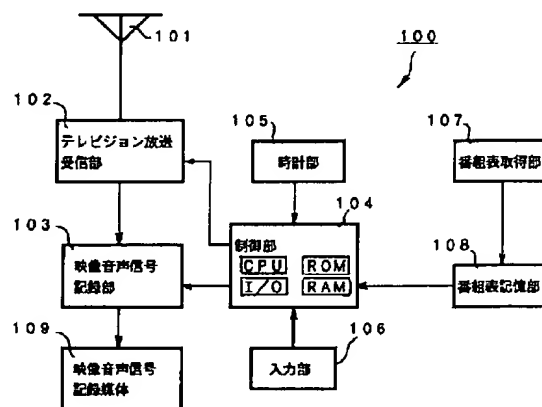 101
100
102
テレビジョン放送
受信部
105
時計部
107
番組表取得部
104
制御部
CPU ROM
I/O RAM
103
映像音声信号
記録部
108
番組表記憶部
109
映像音声信号
記録媒体
106
入力部